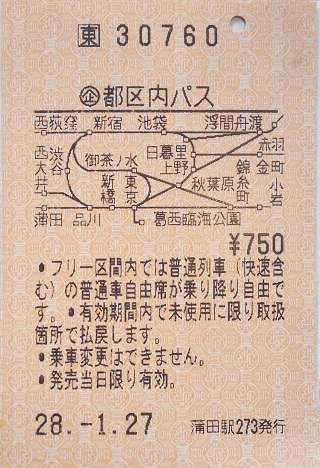 東 30760
企都区内パス
西荻窪 新宿 池袋 浮間舟渡
日暮里 赤羽
御茶ノ水 上野 金町
渋谷 西大井 新橋 東京 秋葉原 錦糸町 小岩
蒲田 品川 葛西臨海公園
¥750
●フリー区間内では普通列車（快速含
む）の普通車自由席が乗り降り自由で
す。●有効期間内で未使用に限り取扱
箇所で払戻します。
●乗車変更はできません。
●発売当日限り有効。
28.-1.27 蒲田駅273発行